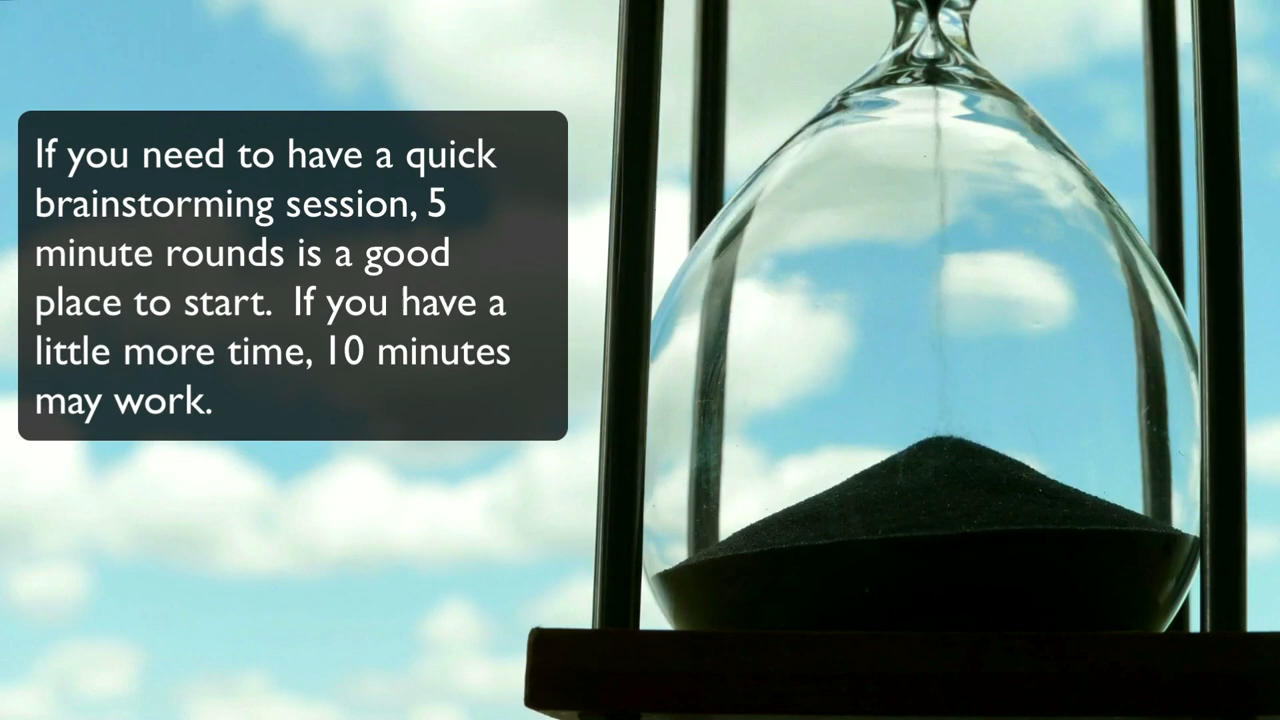 If you need to have a quick
brainstorming session, 5
minute rounds is a good
place to start.  If you have a
little more time, 10 minutes
may work.